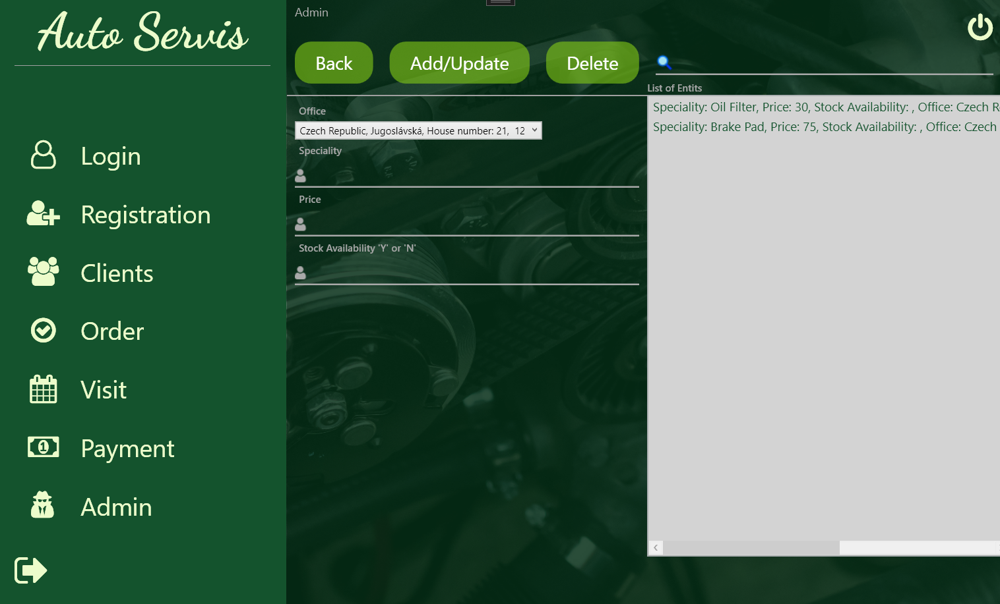 Auto Servis
Login
Registration
Clients
Order
Visit
Payment
Admin
Admin
Back
Add/Update
Delete
List of Entits
Office
Czech Republic, Jugoslávská, House number: 21, 12
Speciality
Price
Stock Availability 'Y' or 'N'
Speciality: Oil Filter, Price: 30, Stock Availability: , Office: Czech R
Speciality: Brake Pad, Price: 75, Stock Availability: , Office: Czech